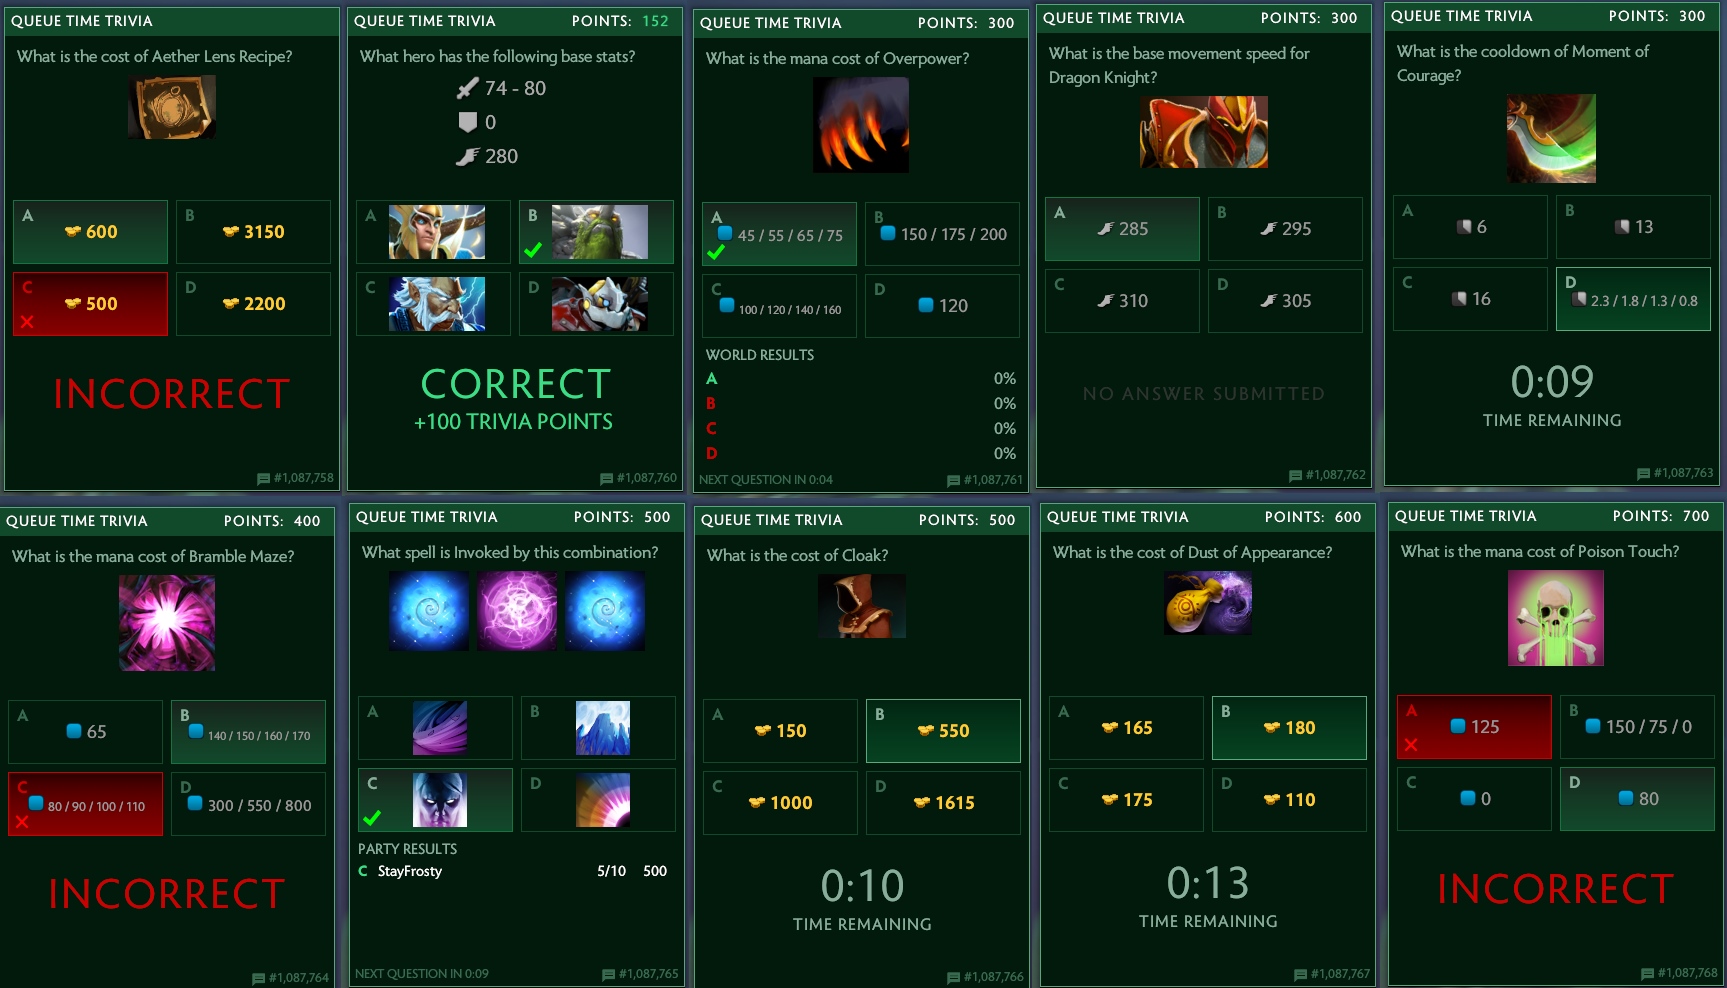 QUEUE TIME TRIVIA
What is the cost of Aether Lens Recipe?
A 600
B 3150
C 500
D 2200
INCORRECT
#1,087,758
QUEUE TIME TRIVIA POINTS: 152
What hero has the following base stats?
74 - 80
0
280
A
B
C
D
CORRECT
+100 TRIVIA POINTS
#1,087,760
QUEUE TIME TRIVIA POINTS: 300
What is the mana cost of Overpower?
A 45 / 55 / 65 / 75
B 150 / 175 / 200
C 100 / 120 / 140 / 160
D 120
WORLD RESULTS
A 0%
B 0%
C 0%
D 0%
NEXT QUESTION IN 0:04 #1,087,761
QUEUE TIME TRIVIA POINTS: 300
What is the base movement speed for
Dragon Knight?
A 285
B 295
C 310
D 305
NO ANSWER SUBMITTED
#1,087,762
QUEUE TIME TRIVIA POINTS: 300
What is the cooldown of Moment of
Courage?
A 6
B 13
C 16
D 2.3 / 1.8 / 1.3 / 0.8
0:09
TIME REMAINING
#1,087,763
QUEUE TIME TRIVIA POINTS: 400
What is the mana cost of Bramble Maze?
A 65
B 140 / 150 / 160 / 170
C 80 / 90 / 100 / 110
D 300 / 550 / 800
INCORRECT
#1,087,764
QUEUE TIME TRIVIA POINTS: 500
What spell is Invoked by this combination?
A
B
C
D
PARTY RESULTS
C StayFrosty 5/10 500
NEXT QUESTION IN 0:09 #1,087,765
QUEUE TIME TRIVIA POINTS: 500
What is the cost of Cloak?
A 150
B 550
C 1000
D 1615
0:10
TIME REMAINING
#1,087,766
QUEUE TIME TRIVIA POINTS: 600
What is the cost of Dust of Appearance?
A 165
B 180
C 175
D 110
0:13
TIME REMAINING
#1,087,767
QUEUE TIME TRIVIA POINTS: 700
What is the mana cost of Poison Touch?
A 125
B 150 / 75 / 0
C 0
D 80
INCORRECT
#1,087,768